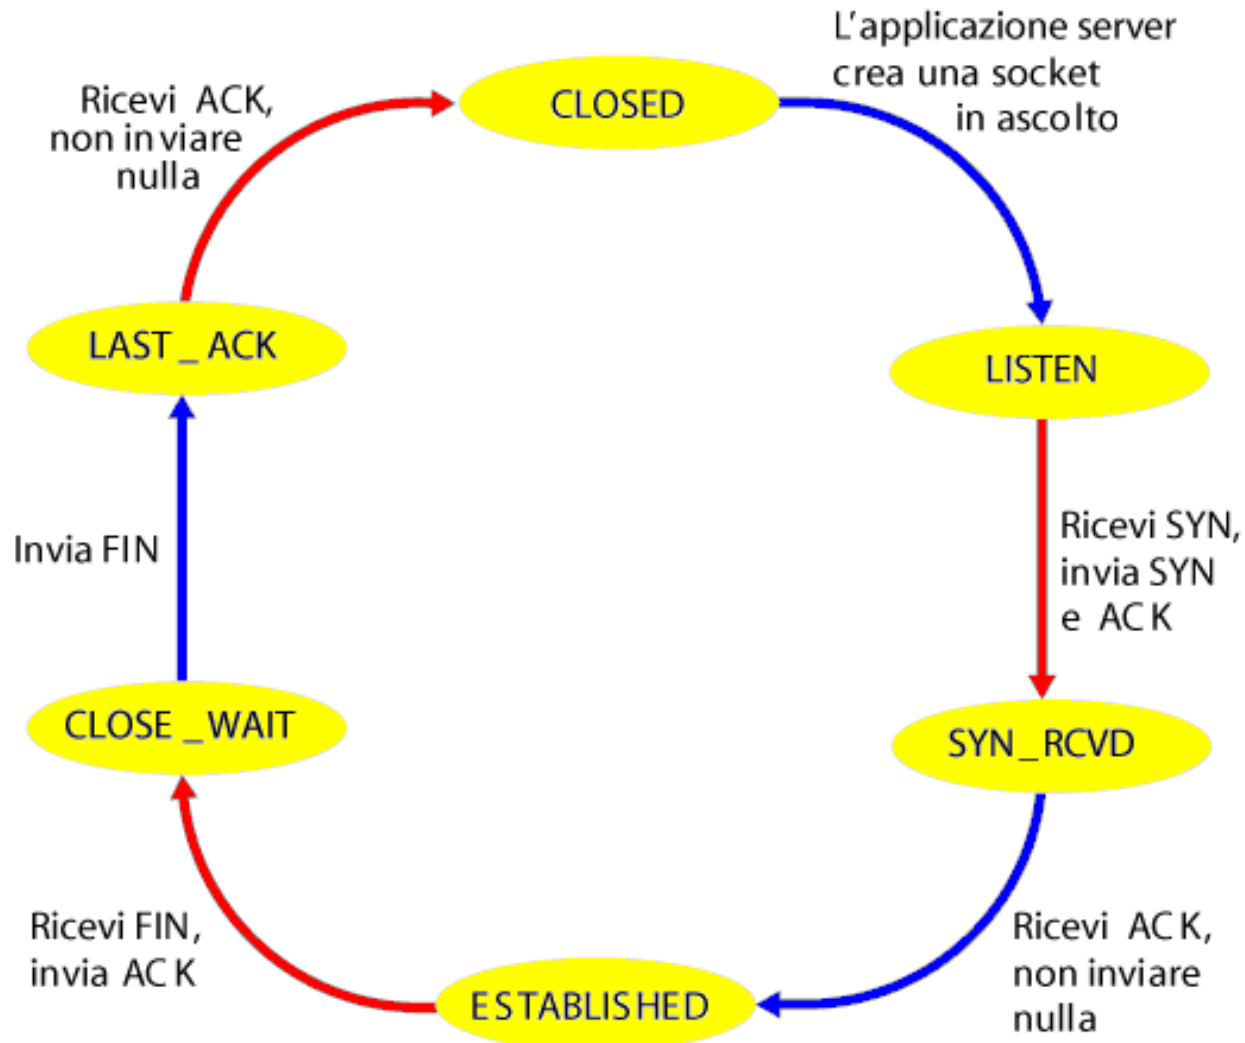 CLOSED
L'applicazione server
crea una socket
in ascolto
LISTEN
Ricevi SYN,
invia SYN
e ACK
SYN_RCVD
Ricevi ACK,
non inviare
nulla
ESTABLISHED
Ricevi FIN,
invia ACK
CLOSE_WAIT
Invia FIN
LAST_ACK
Ricevi ACK,
non inviare
nulla